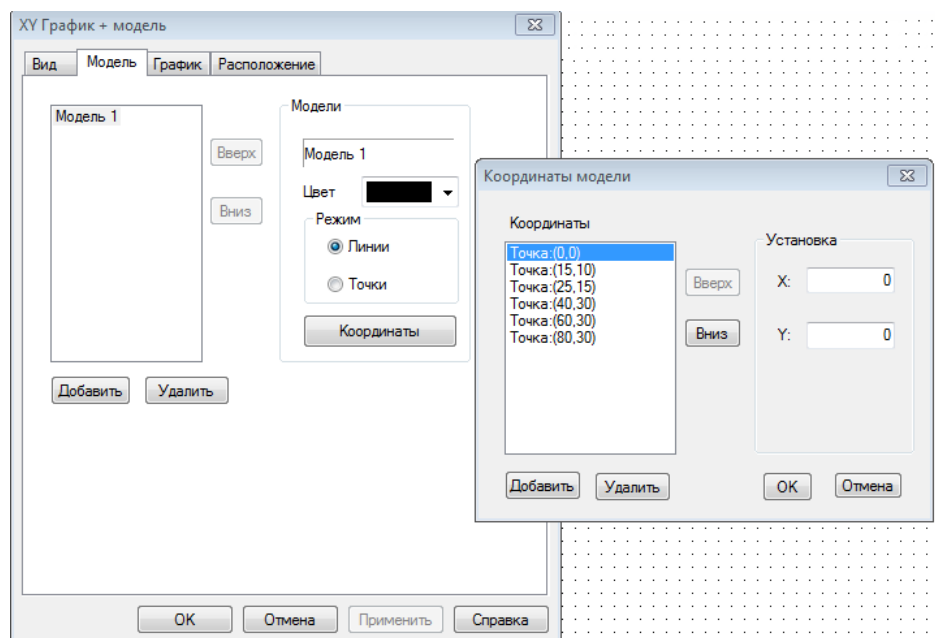 XY График + модель
Вид Модель График Расположение
Модель 1
Вверх
Вниз
Модели
Модель 1
Цвет
Режим
Линии
Точки
Координаты
Добавить Удалить
OK Отмена Применить Справка
Координаты модели
Координаты
Точка:(0,0)
Точка:(15,10)
Точка:(25,15)
Точка:(40,30)
Точка:(60,30)
Точка:(80,30)
Вверх
Вниз
Установка
X: 0
Y: 0
Добавить Удалить OK Отмена